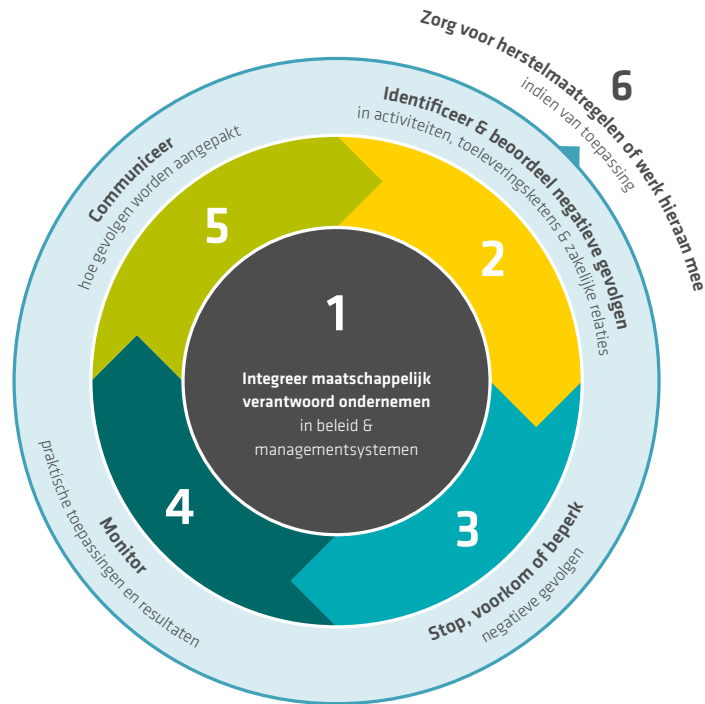 1
Integreer maatschappelijk
verantwoord ondernemen
in beleid &
managementsystemen
2
Identificeer & beoordeel negatieve gevolgen
in activiteiten, toeleveringsketens & zakelijke relaties
3
Stop, voorkom of beperk
negatieve gevolgen
4
Monitor
praktische toepassingen en resultaten
5
Communiceer
hoe gevolgen worden aangepakt
6
Zorg voor herstelmaatregelen of werk hieraan mee
indien van toepassing